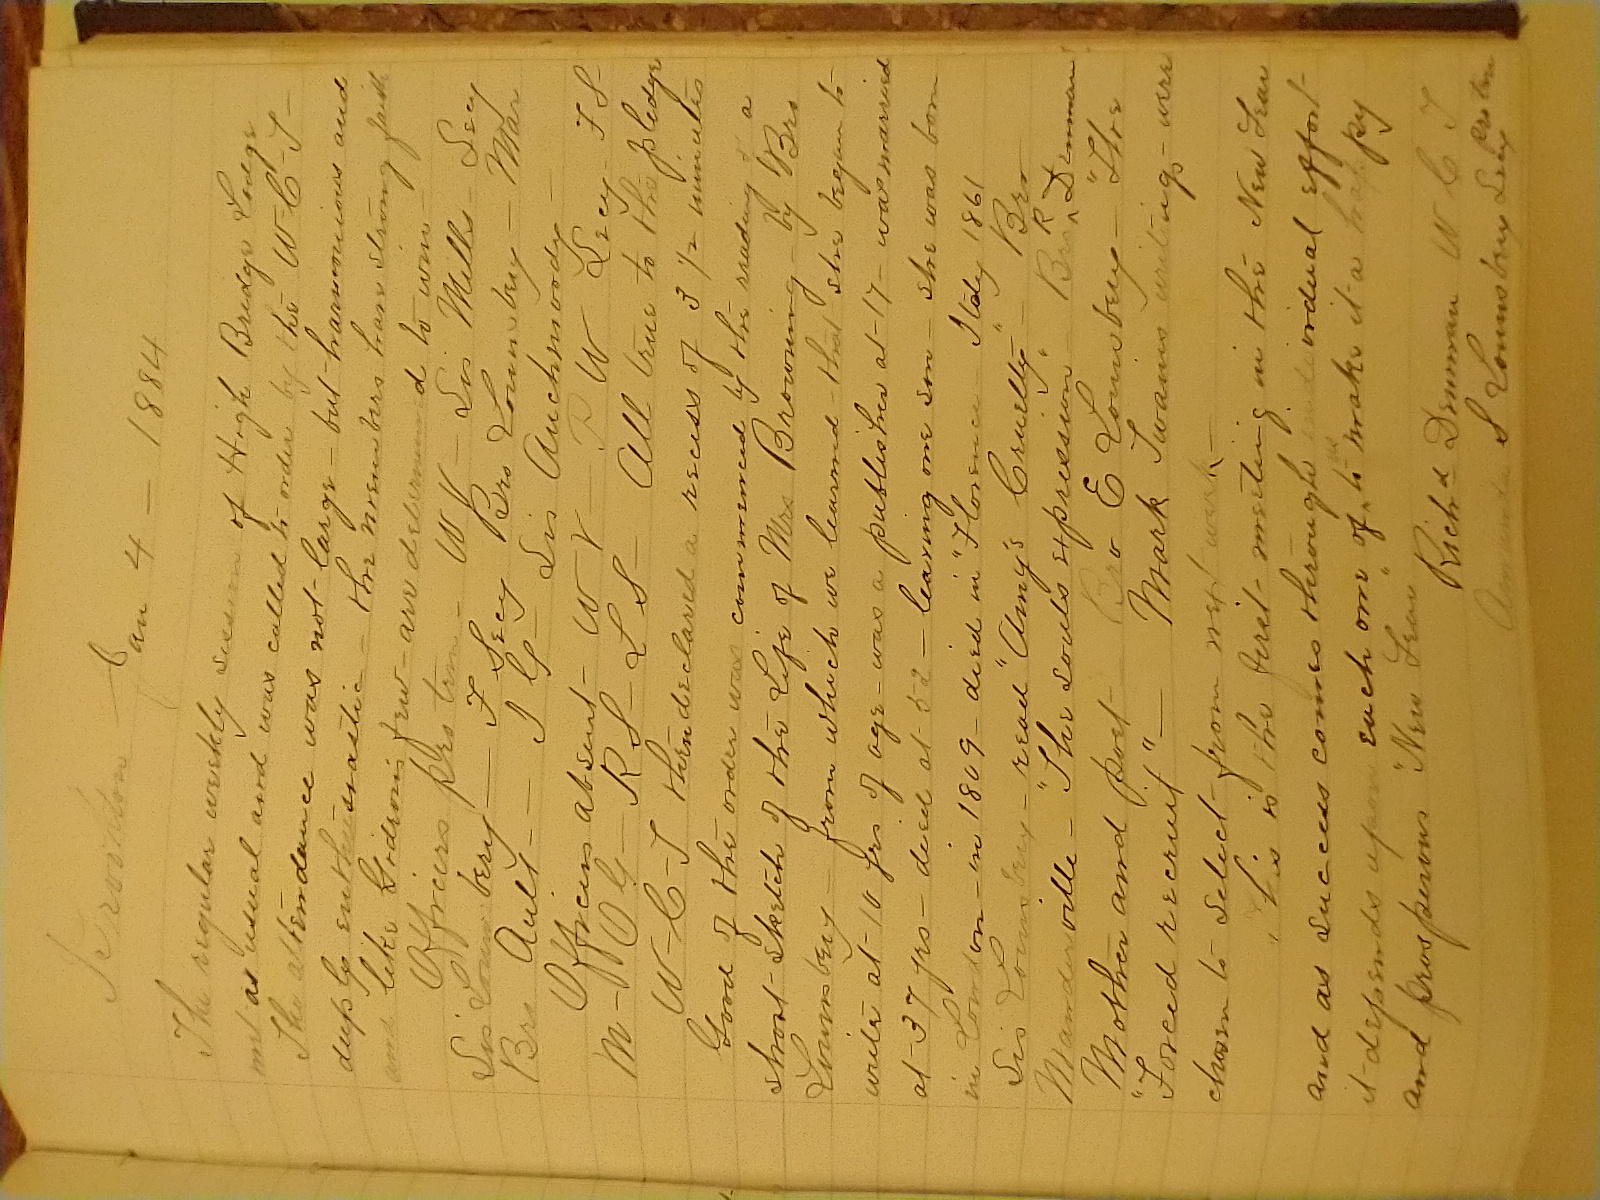 Brookton Jan 4 — 1884
The regular weekly session of High Bridge Lodge
met as usual and was called to order by the W-C-T-
The attendance was not large - but harmonious and
deeply enthusiastic - the members have strong faith
and like Gideon's few - are determined to win -
Officers pro tem - W V - Sis Mills - Secy
Sis Lounsbery — F Secy Bro Lounsbery - Mar
Bro Ault - — I G - Sis Auchmoody -
Officers absent - W V — P W Secy - F S -
M - O G - R S - L S - All true to the pledge
W-C-T then declared a recess of 3 1/2 minutes
Good of the order was commenced by the reading of a
short sketch of the Life of Mrs Browning - by Bro
Lounsbery - from which we learned that she began to
write at 10 yrs of age - was a publisher at 17 - was married
at 37 yrs - died at 52 - leaving one son - she was born
in London - in 1809 - died in "Florence Italy 1861
Sis Lounsbery - read "Amy's Cruelty" - Bro
Manderville - "The souls expression" - Bro R Denman
Mother and poet - Bro E Lounsbery - "The
"Forced recruit" — Mark Twains writings - were
chosen to select from next week -
This is the first meeting in the New Year
and as success comes through individual effort
it depends upon each one of us to make it a happy
and prosperous "New Year"
Richd Denman W C T
Amanda S Lounsbery Secy pro tem